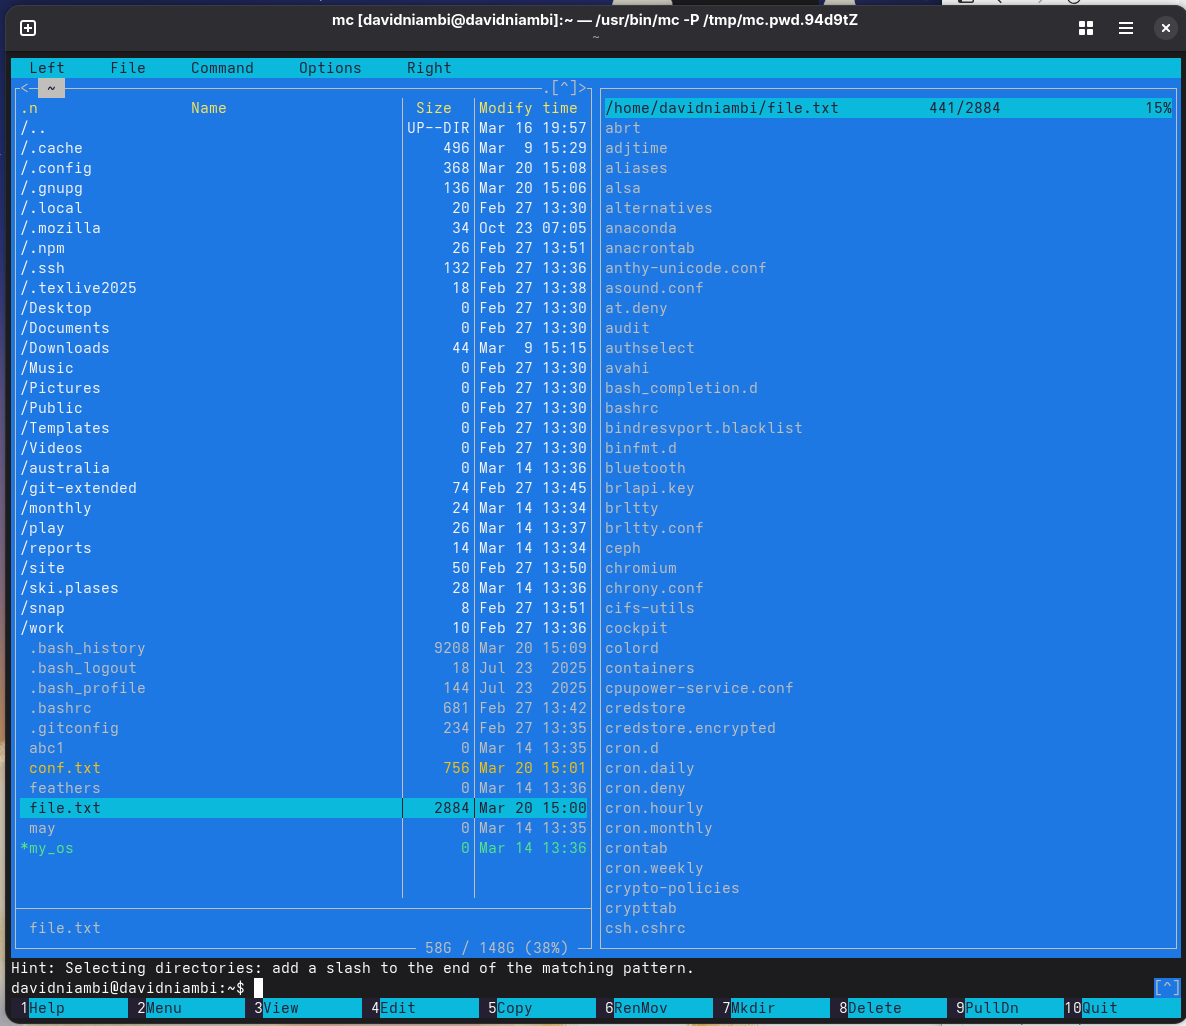 mc [davidniambi@davidniambi]:~ — /usr/bin/mc -P /tmp/mc.pwd.94d9tZ
~
Left File Command Options Right
<─ ~ .[^]>
.n Name Size Modify time
/.. UP--DIR Mar 16 19:57
/.cache 496 Mar 9 15:29
/.config 368 Mar 20 15:08
/.gnupg 136 Mar 20 15:06
/.local 20 Feb 27 13:30
/.mozilla 34 Oct 23 07:05
/.npm 26 Feb 27 13:51
/.ssh 132 Feb 27 13:36
/.texlive2025 18 Feb 27 13:38
/Desktop 0 Feb 27 13:30
/Documents 0 Feb 27 13:30
/Downloads 44 Mar 9 15:15
/Music 0 Feb 27 13:30
/Pictures 0 Feb 27 13:30
/Public 0 Feb 27 13:30
/Templates 0 Feb 27 13:30
/Videos 0 Feb 27 13:30
/australia 0 Mar 14 13:36
/git-extended 74 Feb 27 13:45
/monthly 24 Mar 14 13:34
/play 26 Mar 14 13:37
/reports 14 Mar 14 13:34
/site 50 Feb 27 13:50
/ski.plases 28 Mar 14 13:36
/snap 8 Feb 27 13:51
/work 10 Feb 27 13:36
.bash_history 9208 Mar 20 15:09
.bash_logout 18 Jul 23 2025
.bash_profile 144 Jul 23 2025
.bashrc 681 Feb 27 13:42
.gitconfig 234 Feb 27 13:35
abc1 0 Mar 14 13:35
conf.txt 756 Mar 20 15:01
feathers 0 Mar 14 13:36
file.txt 2884 Mar 20 15:00
may 0 Mar 14 13:35
*my_os 0 Mar 14 13:36
file.txt
58G / 148G (38%)
/home/davidniambi/file.txt 441/2884 15%
abrt
adjtime
aliases
alsa
alternatives
anaconda
anacrontab
anthy-unicode.conf
asound.conf
at.deny
audit
authselect
avahi
bash_completion.d
bashrc
bindresvport.blacklist
binfmt.d
bluetooth
brlapi.key
brltty
brltty.conf
ceph
chromium
chrony.conf
cifs-utils
cockpit
colord
containers
cpupower-service.conf
credstore
credstore.encrypted
cron.d
cron.daily
cron.deny
cron.hourly
cron.monthly
crontab
cron.weekly
crypto-policies
crypttab
csh.cshrc
Hint: Selecting directories: add a slash to the end of the matching pattern.
davidniambi@davidniambi:~$ [^]
1Help 2Menu 3View 4Edit 5Copy 6RenMov 7Mkdir 8Delete 9PullDn 10Quit